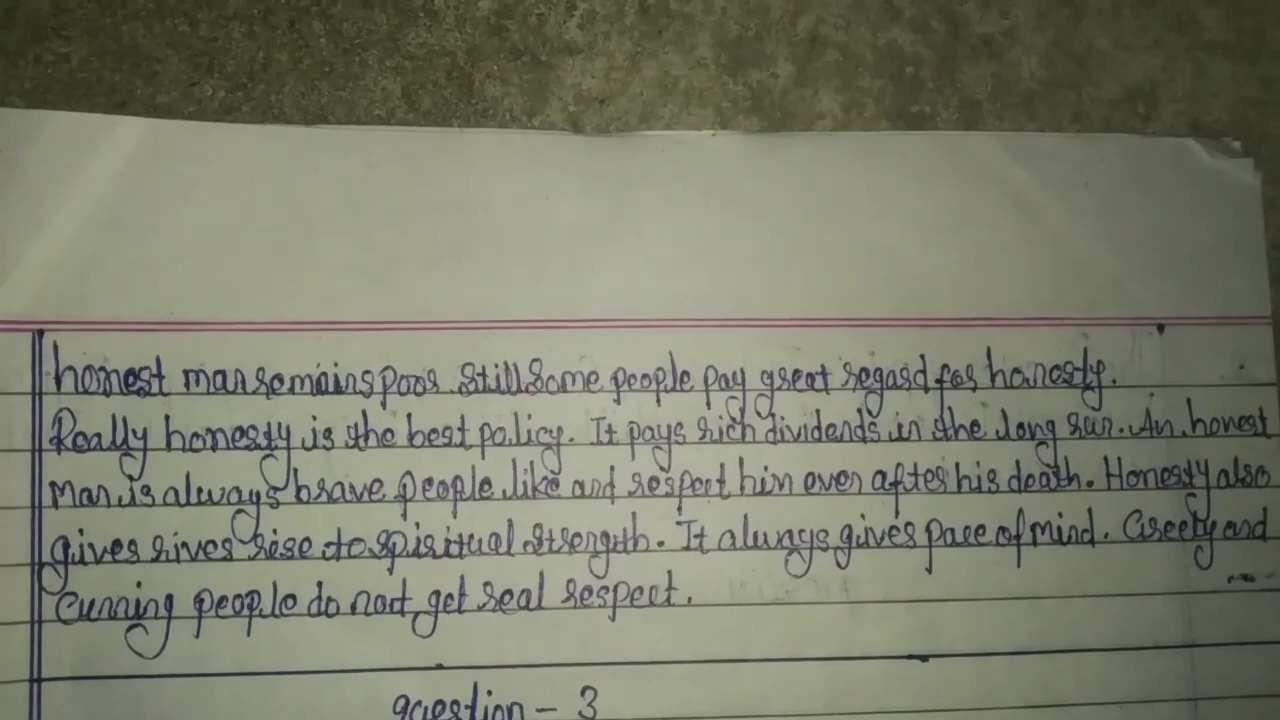 honest man remains poor. still some people pay great regard for honesty.
Really honesty is the best policy. It pays rich dividends in the long run. An honest
man is always brave people like and respect him even after his death. Honesty also
gives rives rise to spiritual strength. It always gives pace of mind. Greety and
cunning people do not get real respect.
question - 3